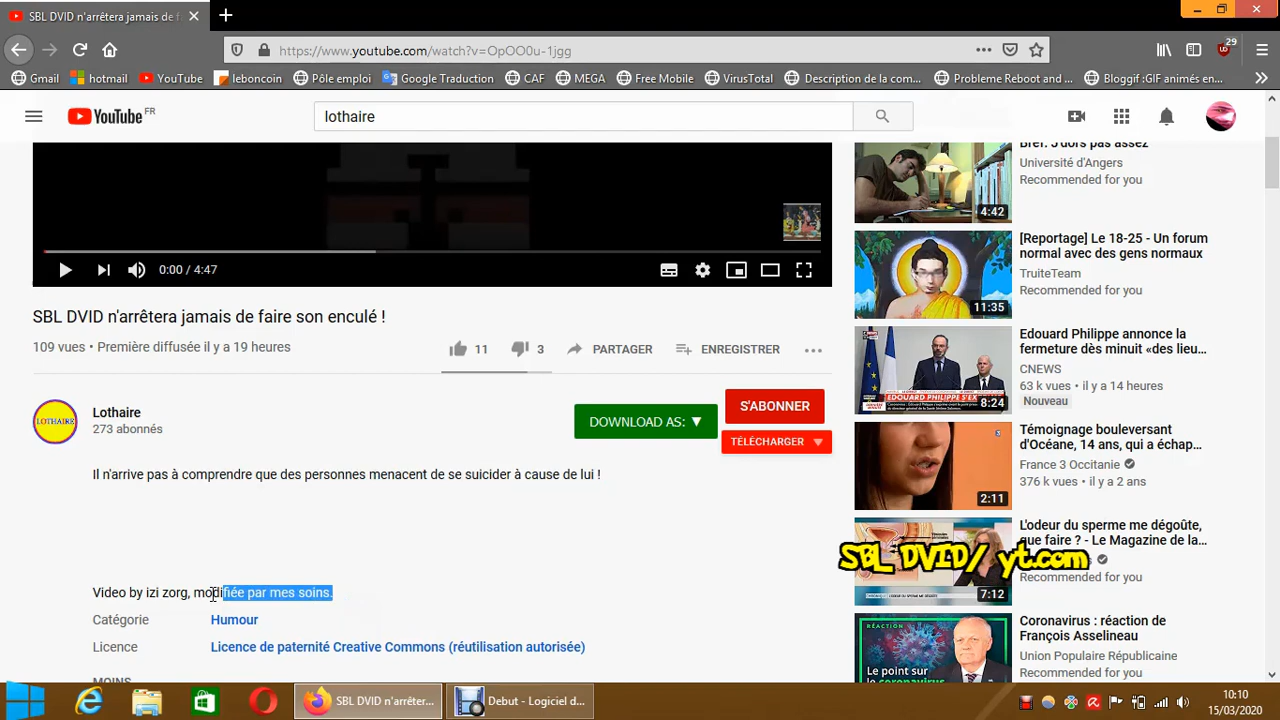 SBL DVID n'arrêtera jamais de f
https://www.youtube.com/watch?v=OpOO0u-1jgg
29
Gmail hotmail YouTube leboncoin Pôle emploi Google Traduction CAF MEGA Free Mobile VirusTotal Description de la com... Probleme Reboot and ... Bloggif :GIF animés en...
YouTube FR
lothaire
0:00 / 4:47
SBL DVID n'arrêtera jamais de faire son enculé !
109 vues • Première diffusée il y a 10 heures
11 3 PARTAGER ENREGISTRER
LOTHAIRE
Lothaire
273 abonnés
DOWNLOAD AS: ▼
S'ABONNER
TÉLÉCHARGER
Il n'arrive pas à comprendre que des personnes menacent de se suicider à cause de lui !
Video by izi zorg, modifiée par mes soins.
Catégorie Humour
Licence Licence de paternité Creative Commons (réutilisation autorisée)
MOINS
Bref. J'dors pas assez
Université d'Angers
Recommended for you
4:42
[Reportage] Le 18-25 - Un forum
normal avec des gens normaux
TruiteTeam
Recommended for you
11:35
Edouard Philippe annonce la
fermeture dès minuit «des lieu...
CNEWS
63 k vues • il y a 14 heures
Nouveau
EDOUARD PHILIPPE S'EX
8:24
Témoignage bouleversant
d'Océane, 14 ans, qui a échap...
France 3 Occitanie
376 k vues • il y a 2 ans
2:11
L'odeur du sperme me dégoûte,
que faire ? - Le Magazine de la...
Recommended for you
7:12
SBL DVID/ yt.com
Coronavirus : réaction de
François Asselineau
Union Populaire Républicaine
Recommended for you
RÉACTION
Le point sur
le coronavirus
SBL DVID n'arrêter...
Debut - Logiciel d...
10:10
15/03/2020